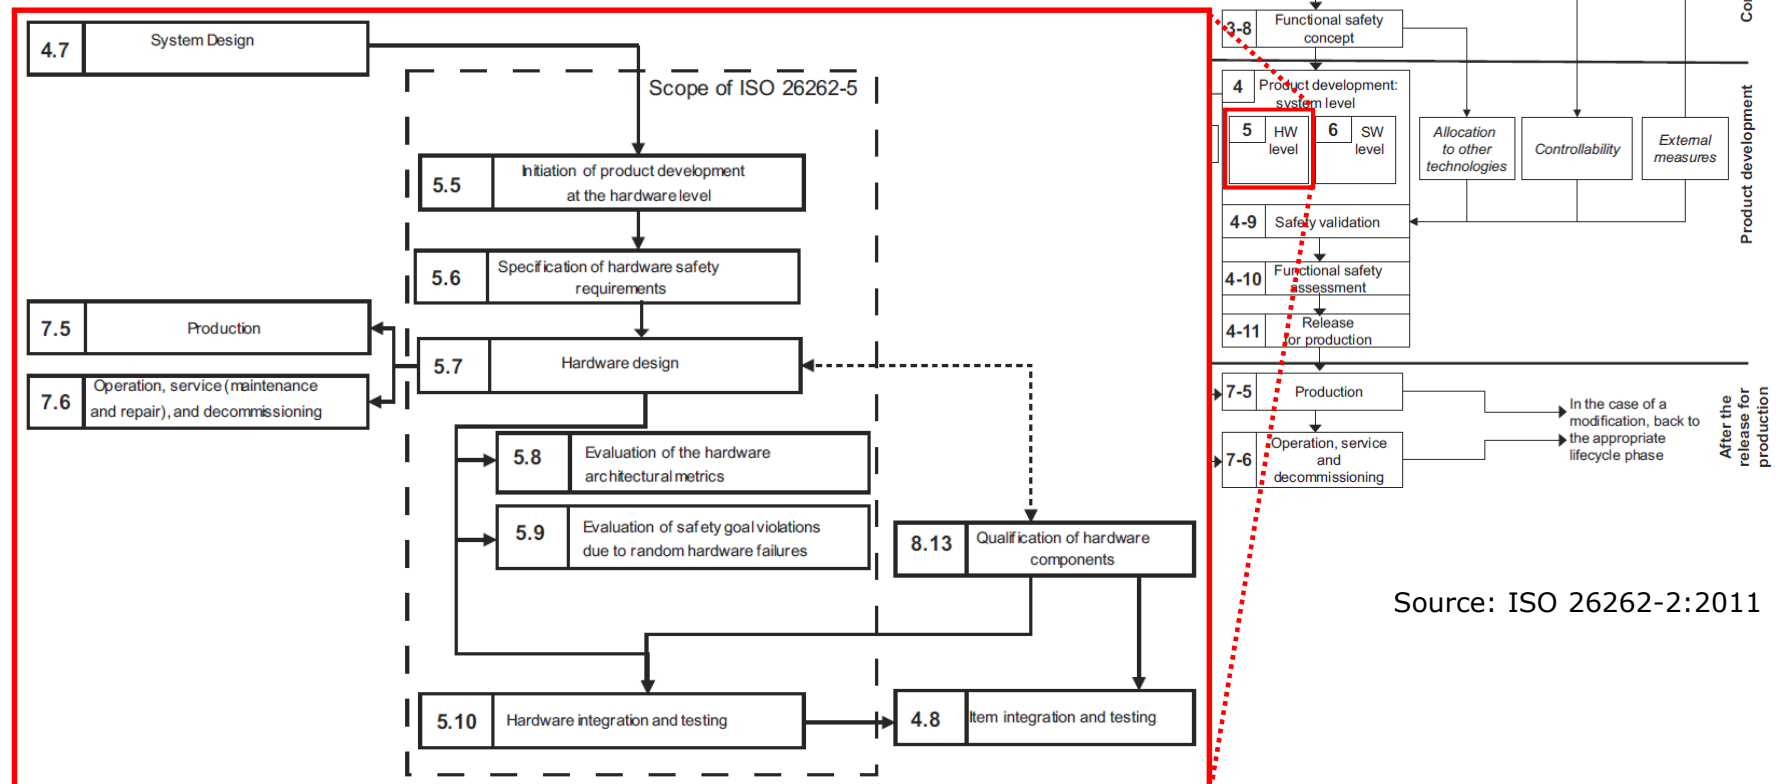 4.7
System Design
Scope of ISO 26262-5
5.5
Initiation of product development
at the hardware level
5.6
Specification of hardware safety
requirements
7.5
Production
5.7
Hardware design
7.6
Operation, service (maintenance
and repair), and decommissioning
5.8
Evaluation of the hardware
architectural metrics
5.9
Evaluation of safety goal violations
due to random hardware failures
8.13
Qualification of hardware
components
5.10
Hardware integration and testing
4.8
Item integration and testing
3-8
Functional safety
concept
4
Product development:
system level
5
HW
level
6
SW
level
Allocation
to other
technologies
Controllability
External
measures
Product development
4-9
Safety validation
4-10
Functional safety
assessment
4-11
Release
for production
7-5
Production
7-6
Operation, service
and
decommissioning
In the case of a
modification, back to
the appropriate
lifecycle phase
After the
release for
production
Source: ISO 26262-2:2011